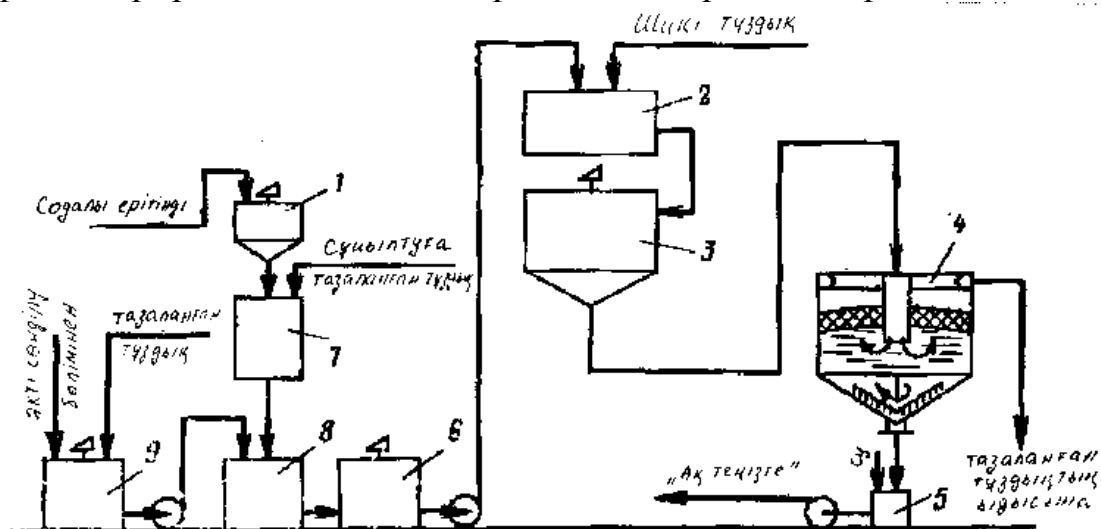 Шикі тұздық
2
1
Содалы ерітінді
3
4
Сұйылтуға
тазаланған тұздық
тазаланған
тұздық
7
әкті сөндіру
бөлімінен
9
8
6
„Ақ теңізге"
5
тазаланған
тұздықтың
ыдысына